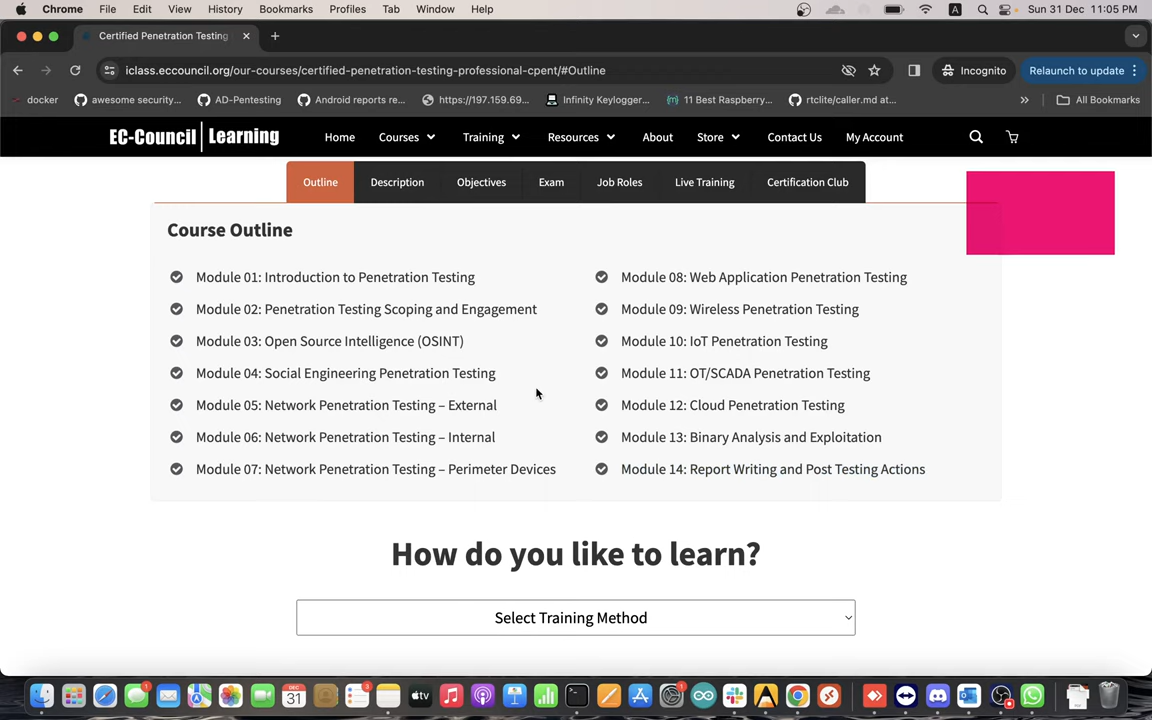 Chrome File Edit View History Bookmarks Profiles Tab Window Help A Sun 31 Dec 11:05 PM
Certified Penetration Testing
iclass.eccouncil.org/our-courses/certified-penetration-testing-professional-cpent/#Outline Incognito Relaunch to update
docker awesome security... AD-Pentesting Android reports re... https://197.159.69... Infinity Keylogger... 11 Best Raspberry... rtclite/caller.md at... All Bookmarks
EC-Council Learning Home Courses Training Resources About Store Contact Us My Account
Outline Description Objectives Exam Job Roles Live Training Certification Club
Course Outline
Module 01: Introduction to Penetration Testing
Module 02: Penetration Testing Scoping and Engagement
Module 03: Open Source Intelligence (OSINT)
Module 04: Social Engineering Penetration Testing
Module 05: Network Penetration Testing – External
Module 06: Network Penetration Testing – Internal
Module 07: Network Penetration Testing – Perimeter Devices
Module 08: Web Application Penetration Testing
Module 09: Wireless Penetration Testing
Module 10: IoT Penetration Testing
Module 11: OT/SCADA Penetration Testing
Module 12: Cloud Penetration Testing
Module 13: Binary Analysis and Exploitation
Module 14: Report Writing and Post Testing Actions
How do you like to learn?
Select Training Method